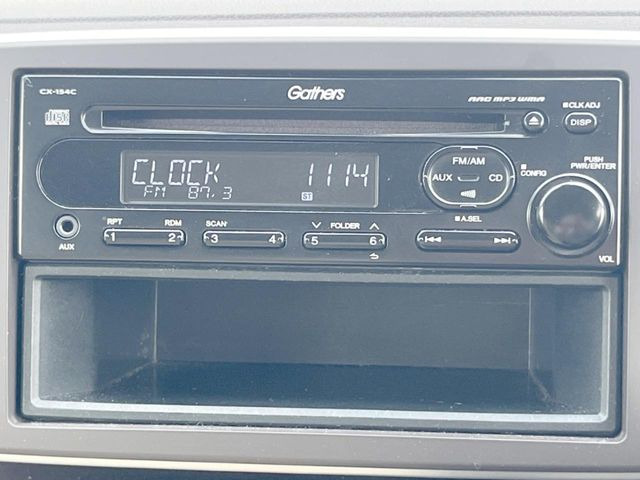 CX-154C Gathers AAC MP3 WMA
DISC
CLK ADJ
DISP
CLOCK 1114
FM 87.3 ST
FM/AM
AUX CD
CONFIG
PUSH
PWR/ENTER
A.SEL
VOL
AUX
RPT RDM SCAN FOLDER
1 2 3 4 5 6